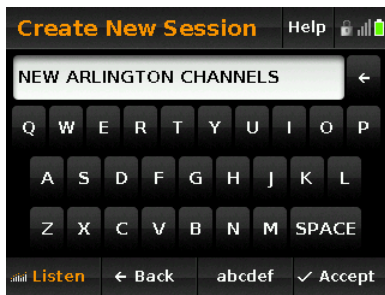 Create New Session Help
NEW ARLINGTON CHANNELS ←
Q W E R T Y U I O P
A S D F G H J K L
Z X C V B N M SPACE
Listen ← Back abcdef ✓ Accept